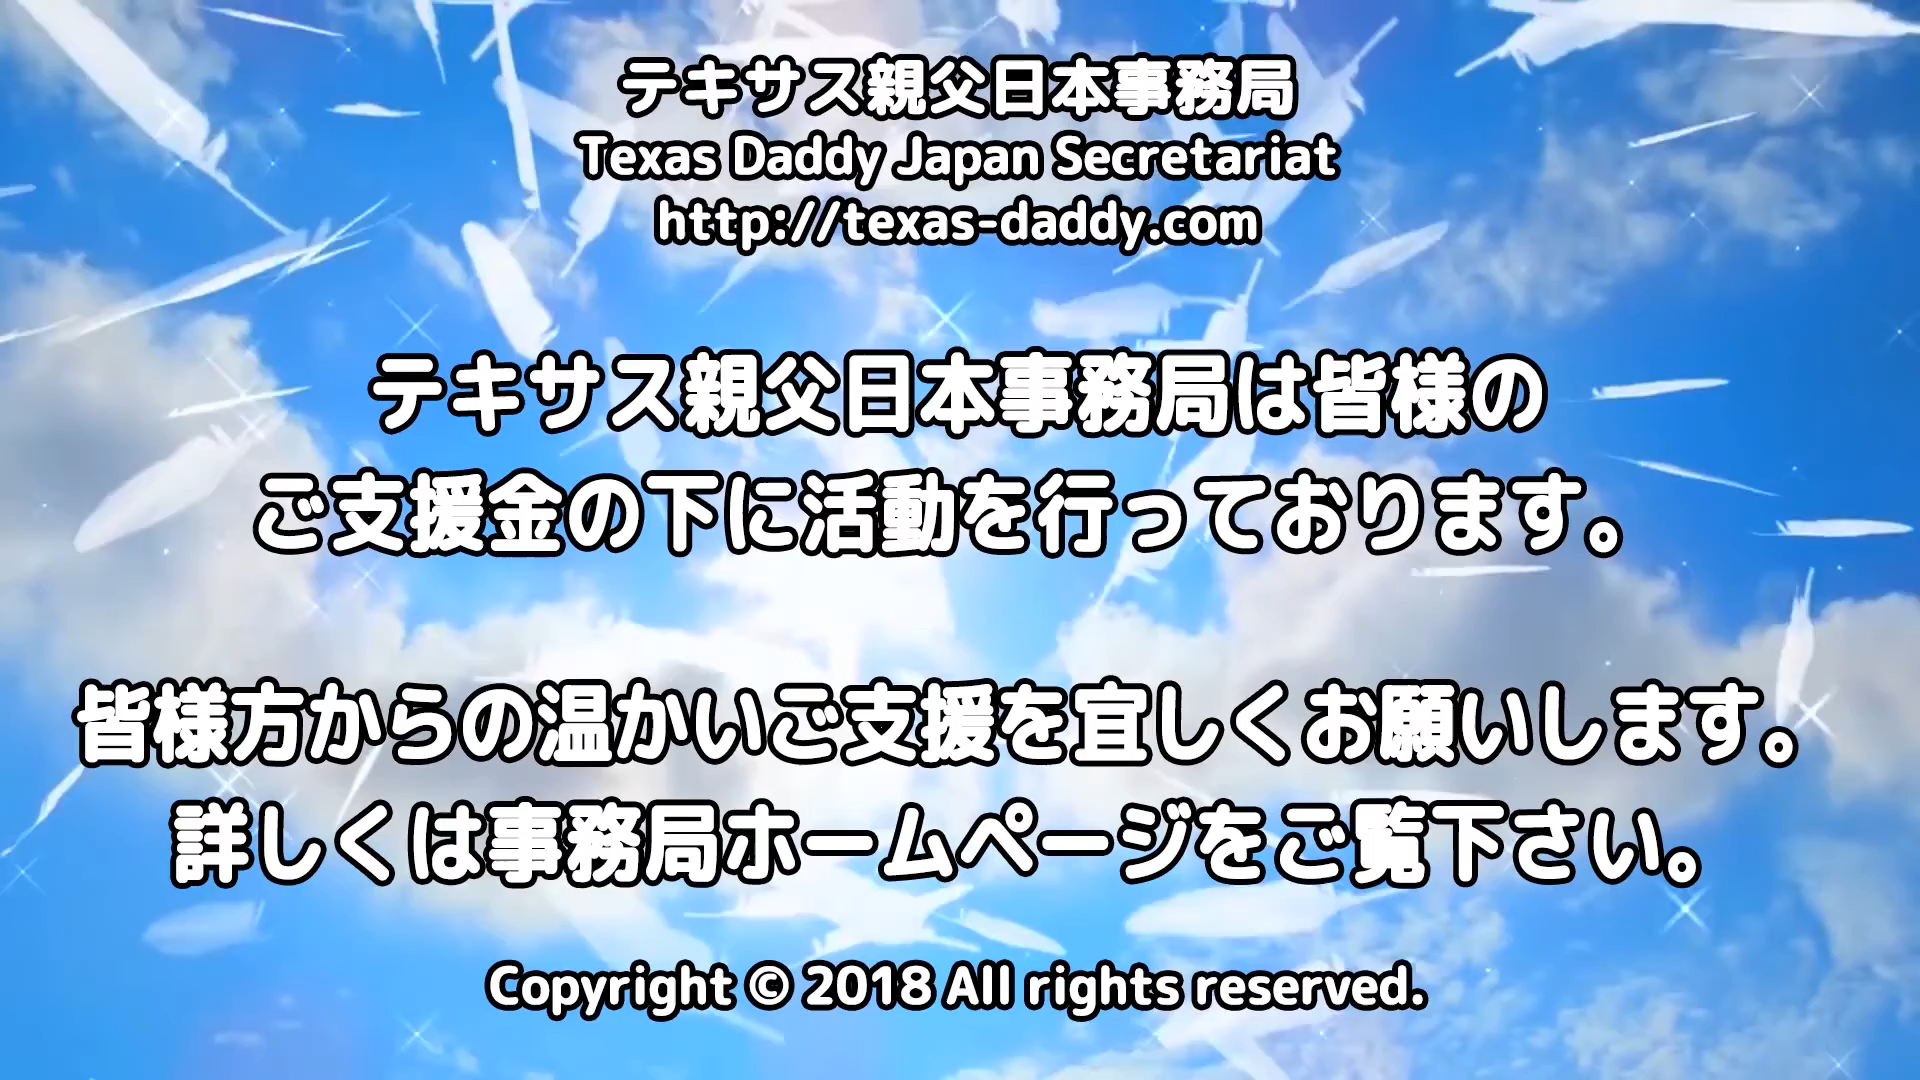 テキサス親父日本事務局
Texas Daddy Japan Secretariat
http://texas-daddy.com
テキサス親父日本事務局は皆様の
ご支援金の下に活動を行っております。
皆様方からの温かいご支援を宜しくお願いします。
詳しくは事務局ホームページをご覧下さい。
Copyright © 2018 All rights reserved.